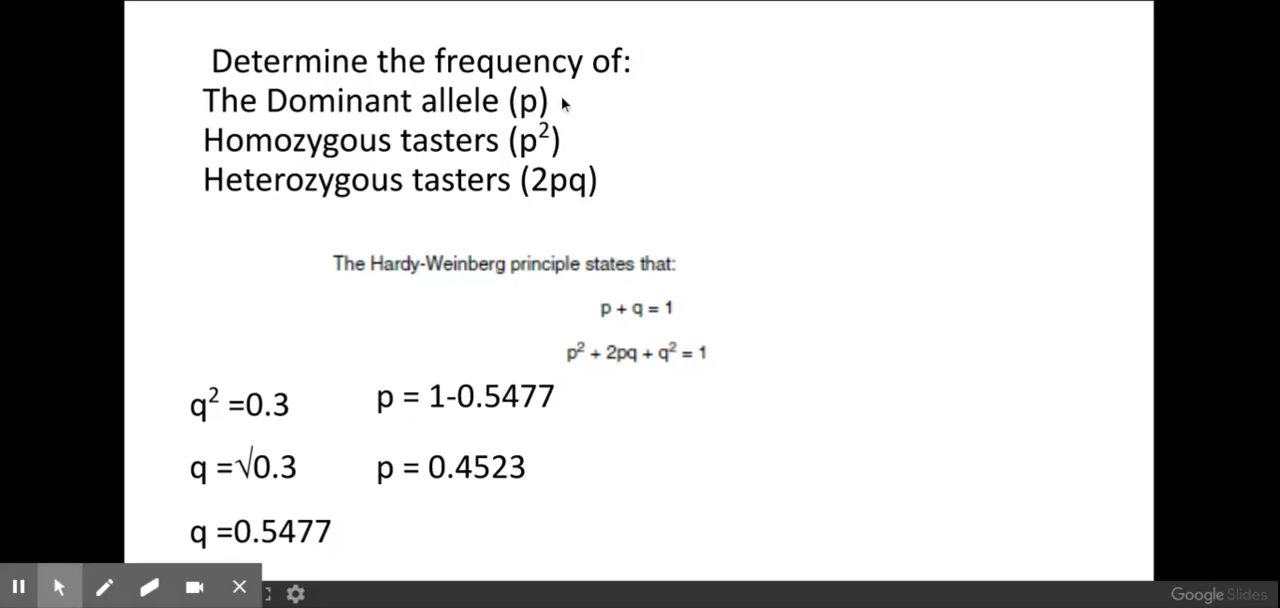 Determine the frequency of:
The Dominant allele (p)
Homozygous tasters (p²)
Heterozygous tasters (2pq)
The Hardy-Weinberg principle states that:
p + q = 1
p² + 2pq + q² = 1
q² =0.3
q =√0.3
q =0.5477
p = 1-0.5477
p = 0.4523
Google Slides